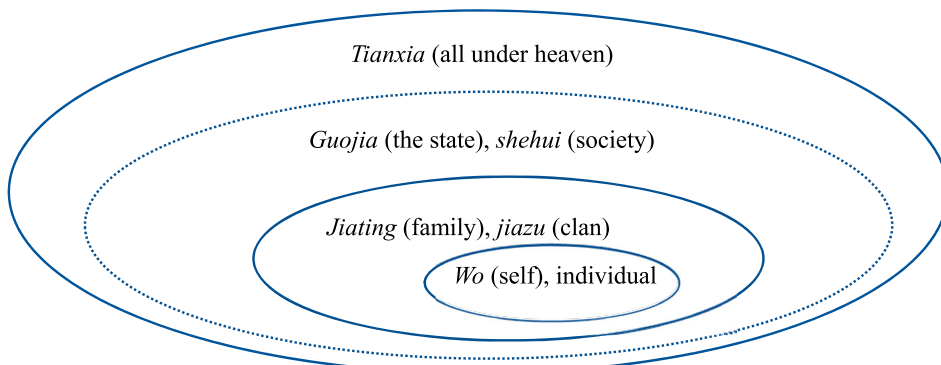 Tianxia (all under heaven)
Guojia (the state), shehui (society)
Jiating (family), jiazu (clan)
Wo (self), individual